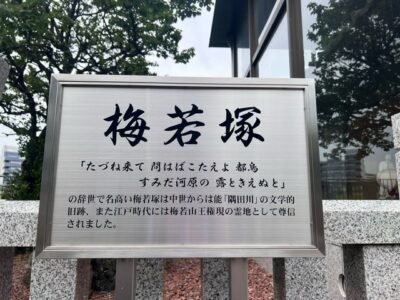 梅若塚
「たづね来て 問はばこたえよ 都鳥
すみだ河原の 露ときえぬと」
の辞世で名高い梅若塚は中世からは能「隅田川」の文学的
旧跡、また江戸時代には梅若山王権現の霊地として尊信
されました。